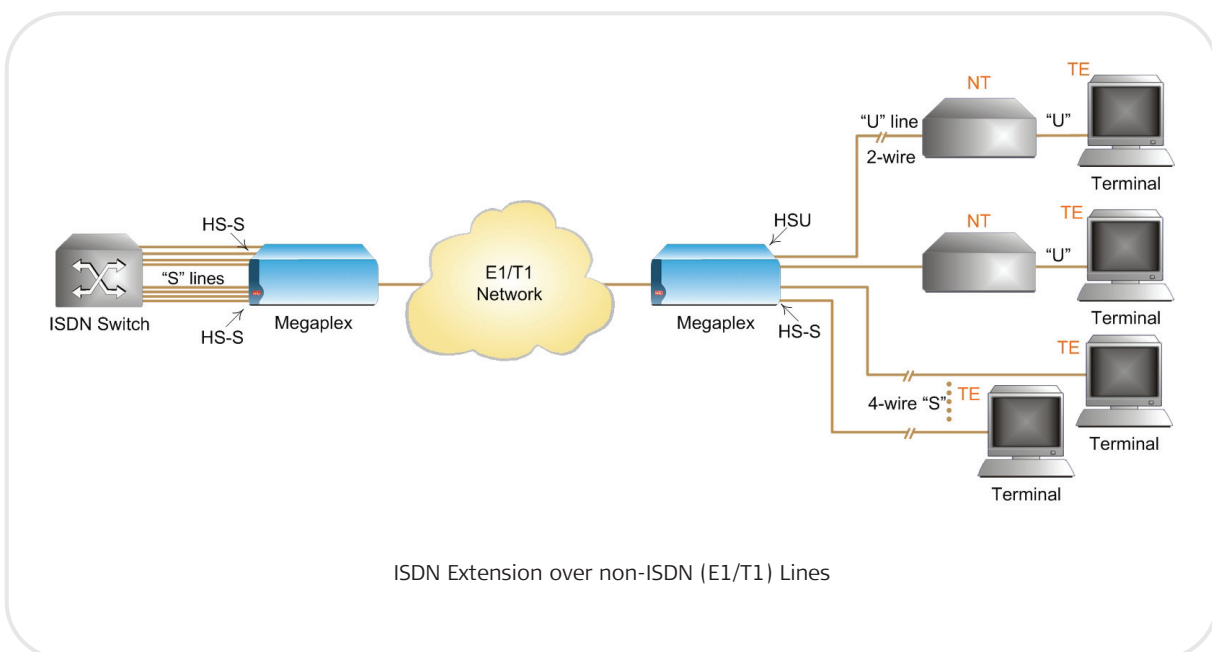 NT
TE
“U” line
“U”
2-wire
Terminal
HS-S
HSU
NT
TE
“U”
“S” lines
E1/T1
Network
ISDN Switch
HS-S
Megaplex
Megaplex
HS-S
Terminal
TE
4-wire “S”
TE
Terminal
Terminal
ISDN Extension over non-ISDN (E1/T1) Lines